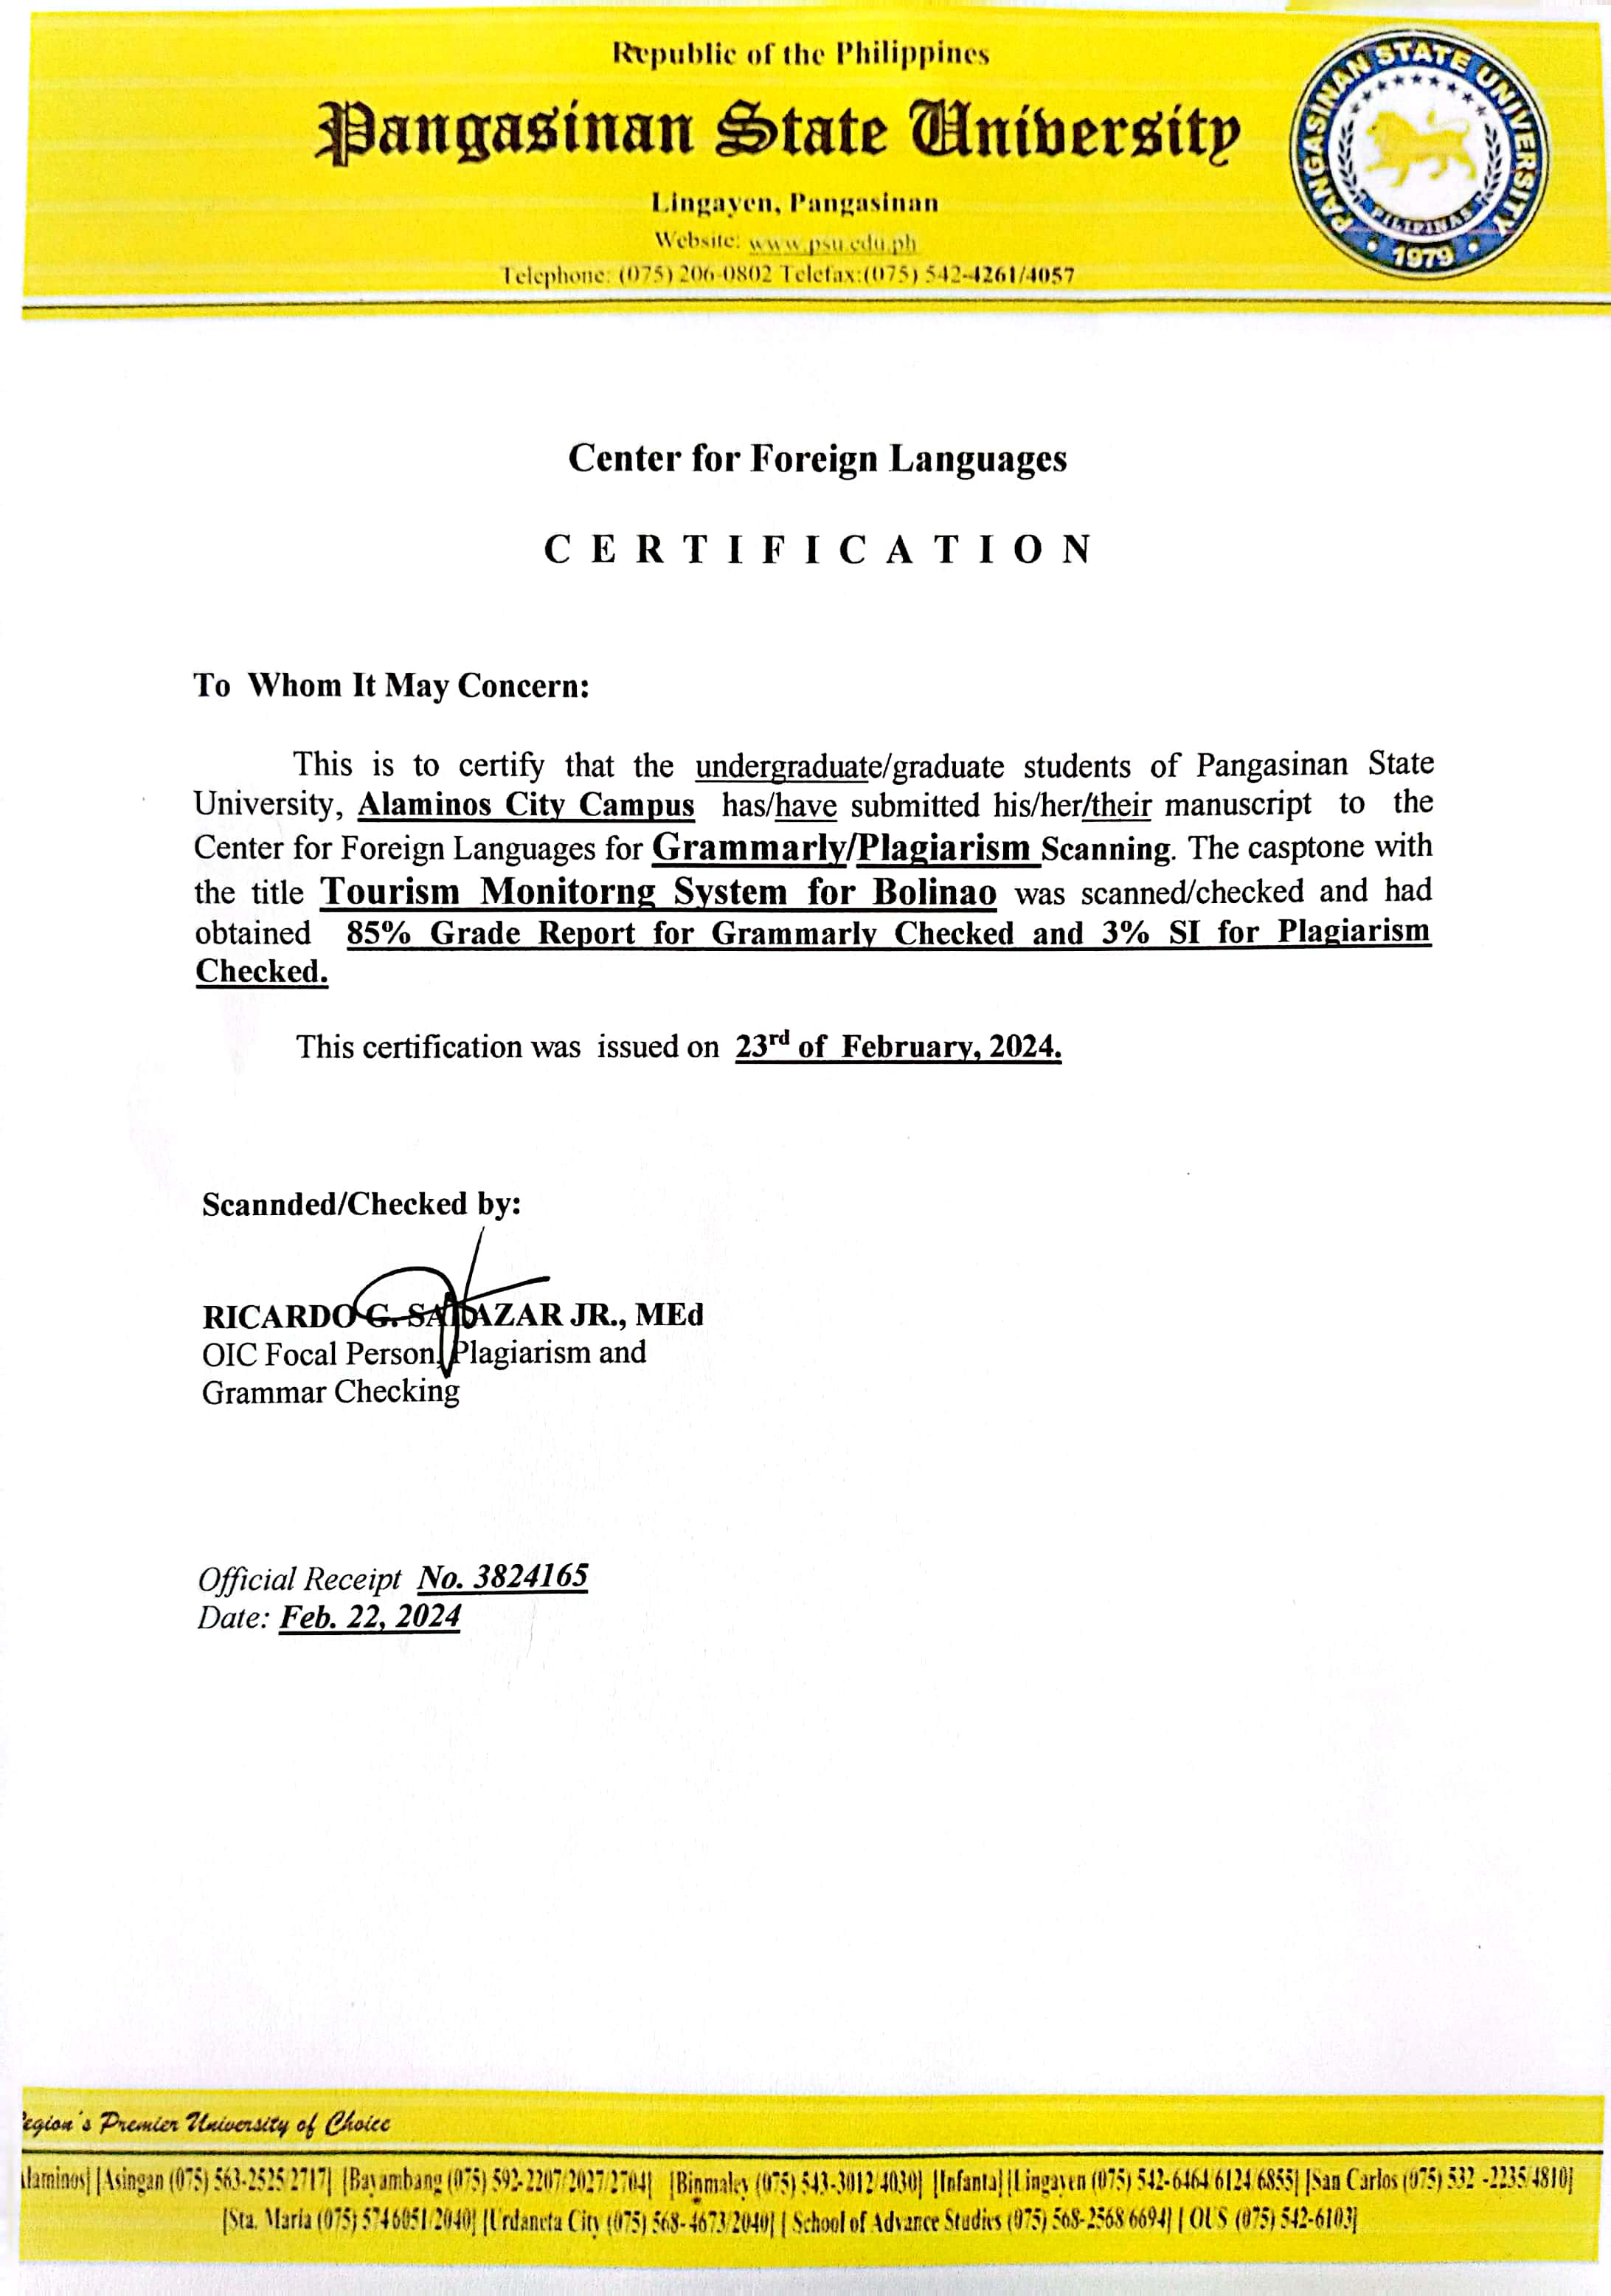 Republic of the Philippines
Pangasinan State University
Lingayen, Pangasinan
Website: www.psu.edu.ph
Telephone: (075) 206-0802 Telefax:(075) 542-4261/4057
PANGASINAN STATE UNIVERSITY
PILIPINAS
1979
Center for Foreign Languages
C E R T I F I C A T I O N
To Whom It May Concern:
This is to certify that the undergraduate/graduate students of Pangasinan State
University, Alaminos City Campus has/have submitted his/her/their manuscript to the
Center for Foreign Languages for Grammarly/Plagiarism Scanning. The casptone with
the title Tourism Monitorng System for Bolinao was scanned/checked and had
obtained 85% Grade Report for Grammarly Checked and 3% SI for Plagiarism
Checked.
This certification was issued on 23rd of February, 2024.
Scannded/Checked by:
RICARDO G. SALAZAR JR., MEd
OIC Focal Person, Plagiarism and
Grammar Checking
Official Receipt No. 3824165
Date: Feb. 22, 2024
egion's Premier University of Choice
laminos] [Asingan (075) 563-2525/2717] [Bayambang (075) 592-2207/2027/2704] [Binmaley (075) 543-3012/4030] [Infanta] [Lingayen (075) 542-6464/6124/6855] [San Carlos (075) 532 -2235/4810]
[Sta. Maria (075) 574 6051/2040] [Urdaneta City (075) 568-4673/2040] [ School of Advance Studies (075) 568-2568/6694] [ OUS (075) 542-6103]